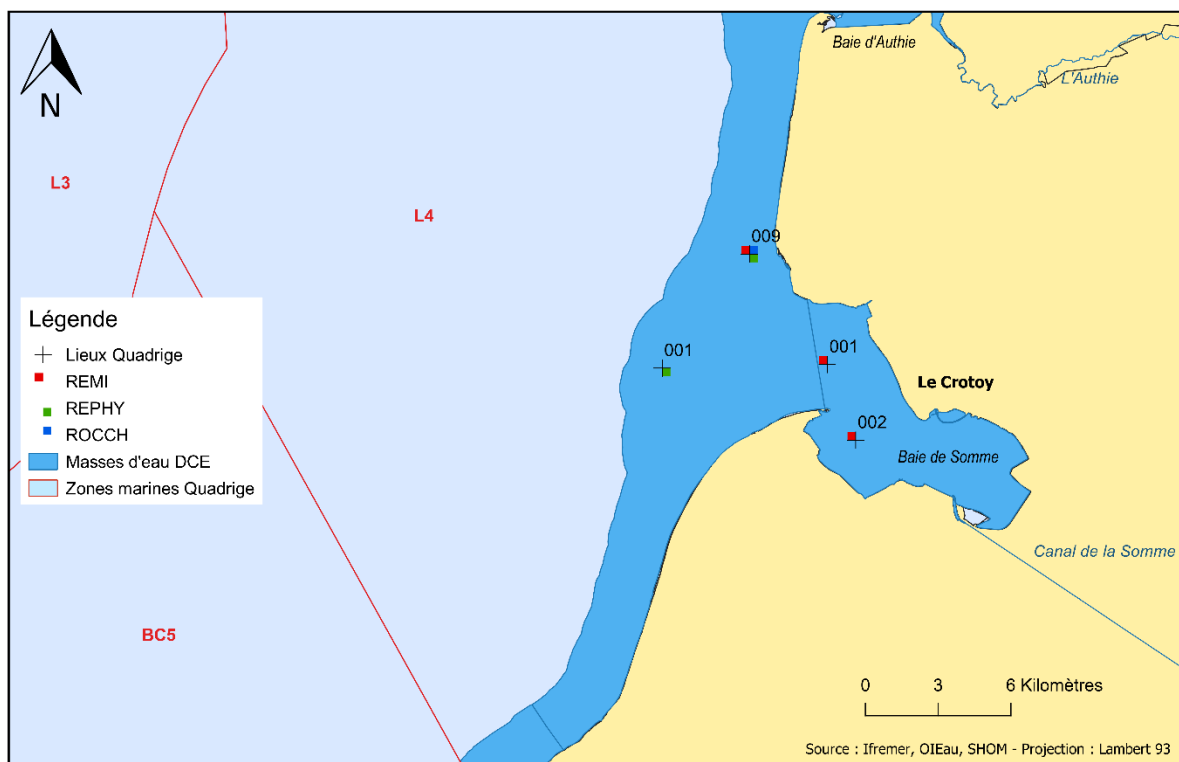 N
Baie d'Authie
L'Authie
L3
L4
009
001
001
Le Crotoy
002
Baie de Somme
Canal de la Somme
BC5
Légende
Lieux Quadrige
REMI
REPHY
ROCCH
Masses d'eau DCE
Zones marines Quadrige
0 3 6 Kilomètres
Source : Ifremer, OIEau, SHOM - Projection : Lambert 93